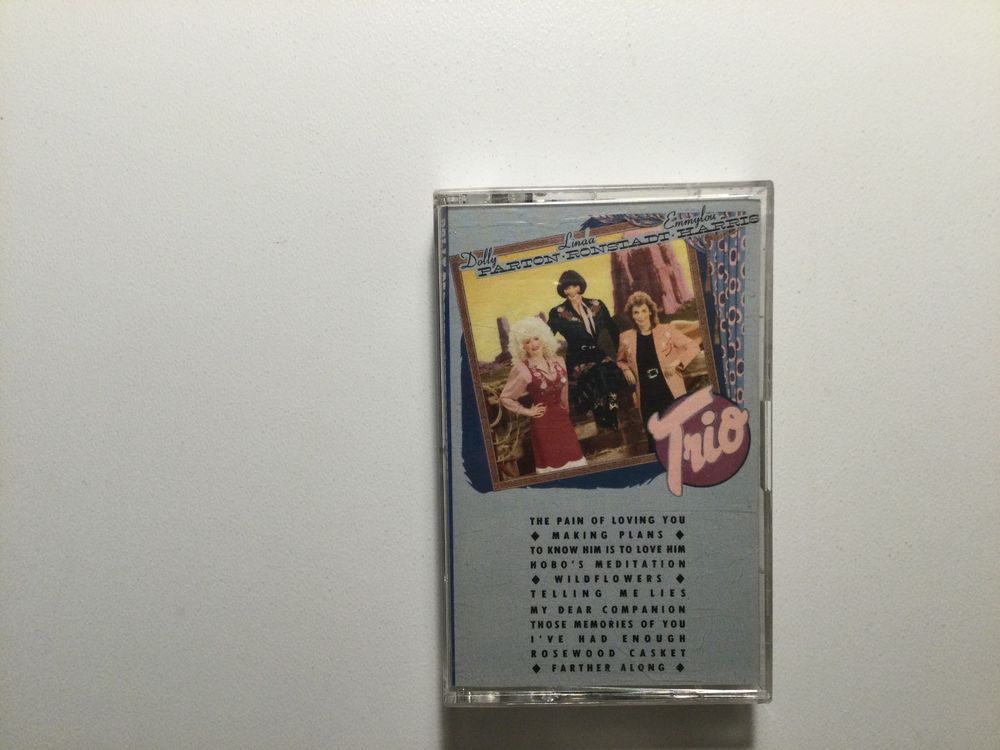 Dolly Linda Emmylou
PARTON · RONSTADT · HARRIS
Trio
THE PAIN OF LOVING YOU
◆ MAKING PLANS ◆
TO KNOW HIM IS TO LOVE HIM
HOBO'S MEDITATION
◆ WILDFLOWERS ◆
TELLING ME LIES
MY DEAR COMPANION
THOSE MEMORIES OF YOU
I'VE HAD ENOUGH
ROSEWOOD CASKET
◆ FARTHER ALONG ◆